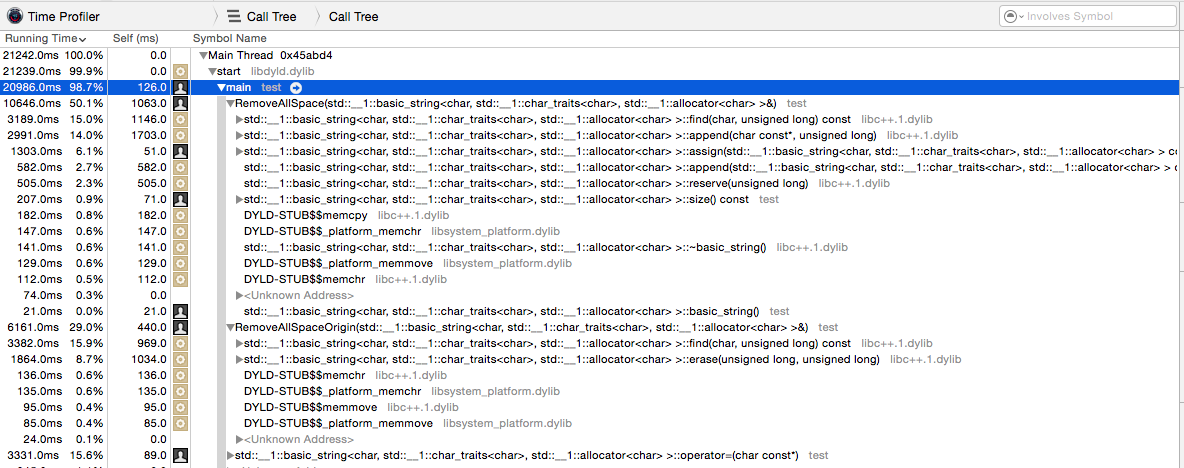 Time Profiler Call Tree Call Tree Involves Symbol
Running Time Self (ms) Symbol Name
21242.0ms 100.0% 0.0 Main Thread 0x45abd4
21239.0ms 99.9% 0.0 start libdyld.dylib
20986.0ms 98.7% 126.0 main test
10646.0ms 50.1% 1063.0 RemoveAllSpace(std::__1::basic_string<char, std::__1::char_traits<char>, std::__1::allocator<char> >&) test
3189.0ms 15.0% 1146.0 std::__1::basic_string<char, std::__1::char_traits<char>, std::__1::allocator<char> >::find(char, unsigned long) const libc++.1.dylib
2991.0ms 14.0% 1703.0 std::__1::basic_string<char, std::__1::char_traits<char>, std::__1::allocator<char> >::append(char const*, unsigned long) libc++.1.dylib
1303.0ms 6.1% 51.0 std::__1::basic_string<char, std::__1::char_traits<char>, std::__1::allocator<char> >::assign(std::__1::basic_string<char, std::__1::char_traits<char>, std::__1::allocator<char> > co
582.0ms 2.7% 582.0 std::__1::basic_string<char, std::__1::char_traits<char>, std::__1::allocator<char> >::append(std::__1::basic_string<char, std::__1::char_traits<char>, std::__1::allocator<char> > c
505.0ms 2.3% 505.0 std::__1::basic_string<char, std::__1::char_traits<char>, std::__1::allocator<char> >::reserve(unsigned long) libc++.1.dylib
207.0ms 0.9% 71.0 std::__1::basic_string<char, std::__1::char_traits<char>, std::__1::allocator<char> >::size() const test
182.0ms 0.8% 182.0 DYLD-STUB$$memcpy libc++.1.dylib
147.0ms 0.6% 147.0 DYLD-STUB$$_platform_memchr libsystem_platform.dylib
141.0ms 0.6% 141.0 std::__1::basic_string<char, std::__1::char_traits<char>, std::__1::allocator<char> >::~basic_string() libc++.1.dylib
129.0ms 0.6% 129.0 DYLD-STUB$$_platform_memmove libsystem_platform.dylib
112.0ms 0.5% 112.0 DYLD-STUB$$memchr libc++.1.dylib
74.0ms 0.3% 0.0 <Unknown Address>
21.0ms 0.0% 21.0 std::__1::basic_string<char, std::__1::char_traits<char>, std::__1::allocator<char> >::basic_string() test
6161.0ms 29.0% 440.0 RemoveAllSpaceOrigin(std::__1::basic_string<char, std::__1::char_traits<char>, std::__1::allocator<char> >&) test
3382.0ms 15.9% 969.0 std::__1::basic_string<char, std::__1::char_traits<char>, std::__1::allocator<char> >::find(char, unsigned long) const libc++.1.dylib
1864.0ms 8.7% 1034.0 std::__1::basic_string<char, std::__1::char_traits<char>, std::__1::allocator<char> >::erase(unsigned long, unsigned long) libc++.1.dylib
136.0ms 0.6% 136.0 DYLD-STUB$$memchr libc++.1.dylib
135.0ms 0.6% 135.0 DYLD-STUB$$_platform_memchr libsystem_platform.dylib
95.0ms 0.4% 95.0 DYLD-STUB$$memmove libc++.1.dylib
85.0ms 0.4% 85.0 DYLD-STUB$$_platform_memmove libsystem_platform.dylib
24.0ms 0.1% 0.0 <Unknown Address>
3331.0ms 15.6% 89.0 std::__1::basic_string<char, std::__1::char_traits<char>, std::__1::allocator<char> >::operator=(char const*) test